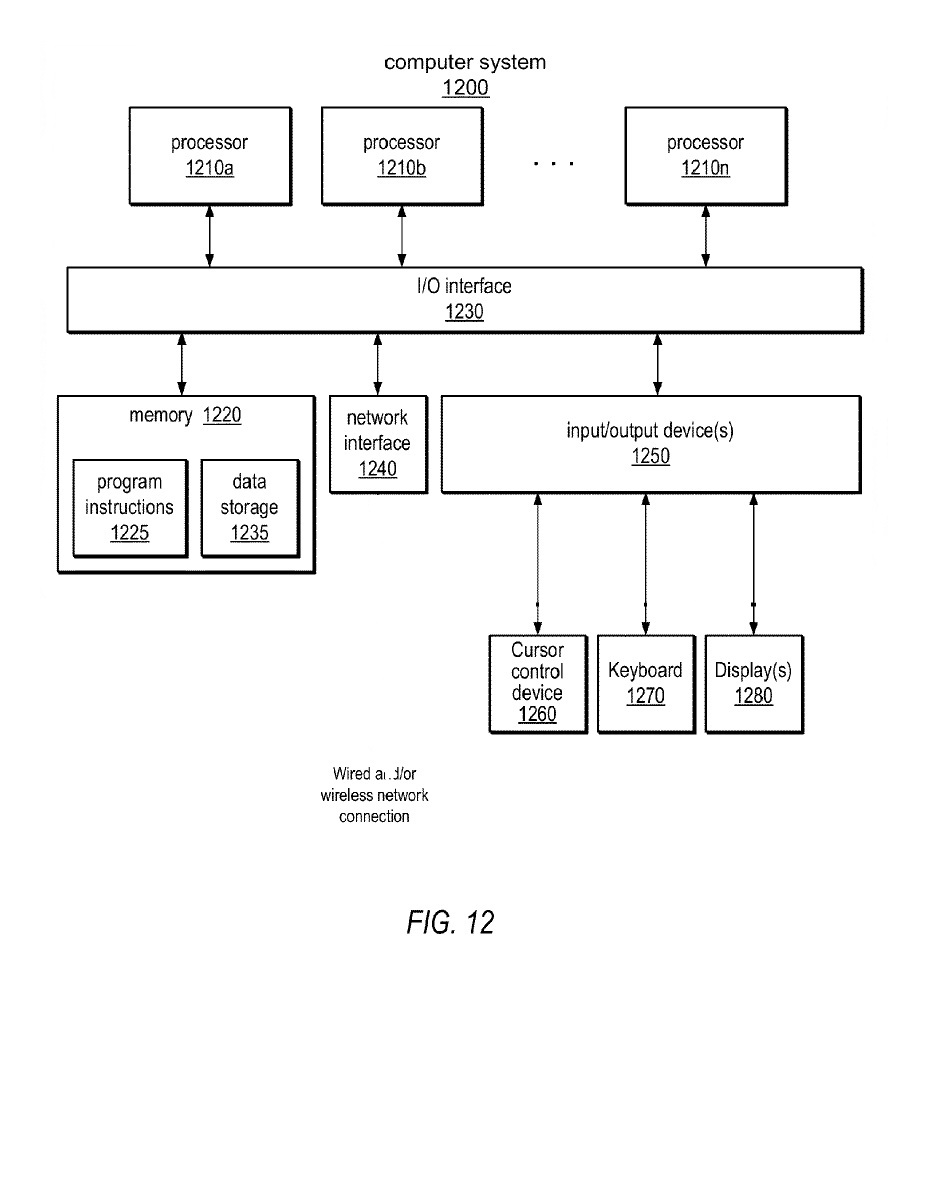 computer system
1200
processor
1210a
processor
1210b
. . .
processor
1210n
I/O interface
1230
memory 1220
program
instructions
1225
data
storage
1235
network
interface
1240
input/output device(s)
1250
Cursor
control
device
1260
Keyboard
1270
Display(s)
1280
Wired and/or
wireless network
connection
FIG. 12